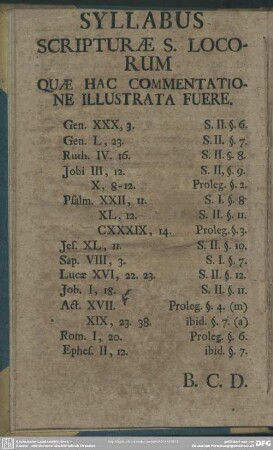 SYLLABUS
SCRIPTURÆ S. LOCO-
RUM
QUÆ HAC COMMENTATIO-
NE ILLUSTRATA FUERE.
Gen. XXX, 3. S. II. §. 6.
Gen. L, 23. S. II. §. 7.
Ruth. IV. 16. S. II. §. 8.
Jobi III, 12. S. II. §. 9.
X, 8-12. Proleg. §. 2.
Psalm. XXII, 11. S. I. §. 8
XL, 12. S. II. §. 11.
CXXXIX, 14. Proleg. §. 3.
Jes. XL, 11. S. II. §. 10.
Sap. VIII, 3. S. I. §. 7.
Lucæ XVI, 22. 23. S. II. §. 12.
Job. I, 18. S. II. §. 11.
Act. XVII. Proleg. §. 4. (m)
XIX, 23. 38. ibid. §. 7. (a)
Rom. I, 20. Proleg. §. 6.
Ephes. II, 12. ibid. §. 7.
B. C. D.